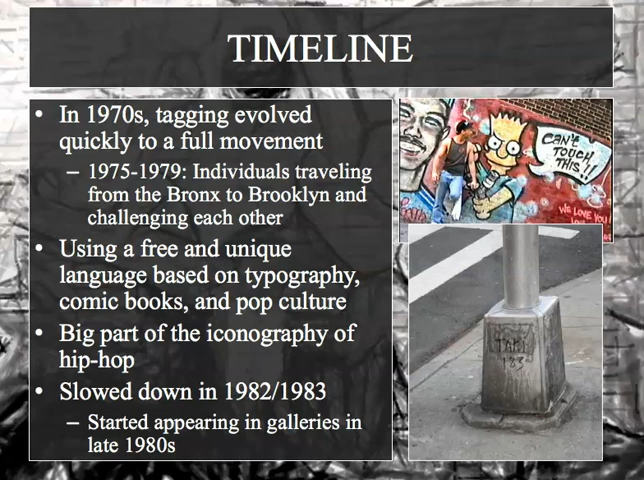 TIMELINE
• In 1970s, tagging evolved
quickly to a full movement
– 1975-1979: Individuals traveling
from the Bronx to Brooklyn and
challenging each other
• Using a free and unique
language based on typography,
comic books, and pop culture
• Big part of the iconography of
hip-hop
• Slowed down in 1982/1983
– Started appearing in galleries in
late 1980s
CAN'T
TOUCH
THIS!!
WE LOVE YOU
TAKI
183